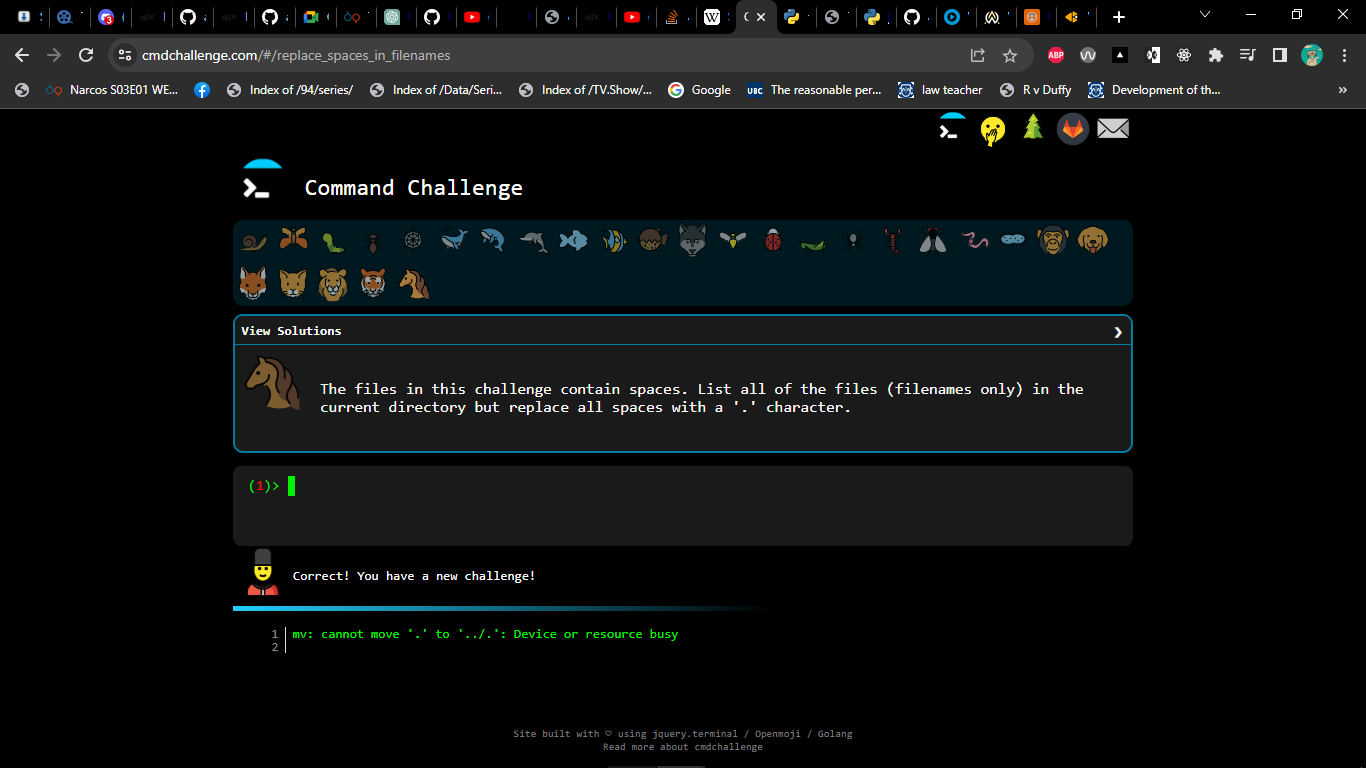 cmdchallenge.com/#/replace_spaces_in_filenames
ABP
Narcos S03E01 WE...
Index of /94/series/
Index of /Data/Seri...
Index of /TV.Show/...
Google
UBC
The reasonable per...
law teacher
R v Duffy
Development of th...
»
Command Challenge
View Solutions
The files in this challenge contain spaces. List all of the files (filenames only) in the
current directory but replace all spaces with a '.' character.
(1)>
Correct! You have a new challenge!
1 mv: cannot move '.' to '../.': Device or resource busy
2
Site built with ♡ using jquery.terminal / Openmoji / Golang
Read more about cmdchallenge